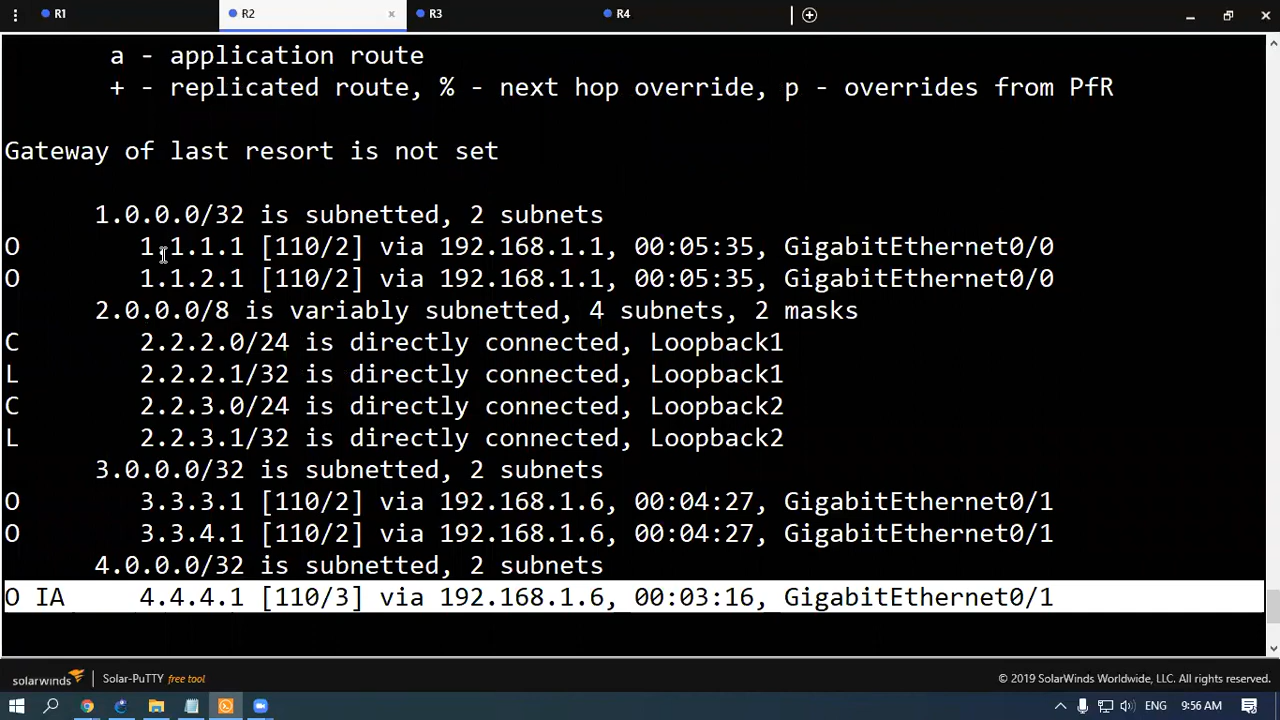 R1
R2
R3
R4
a - application route
+ - replicated route, % - next hop override, p - overrides from PfR
Gateway of last resort is not set
1.0.0.0/32 is subnetted, 2 subnets
O 1.1.1.1 [110/2] via 192.168.1.1, 00:05:35, GigabitEthernet0/0
O 1.1.2.1 [110/2] via 192.168.1.1, 00:05:35, GigabitEthernet0/0
2.0.0.0/8 is variably subnetted, 4 subnets, 2 masks
C 2.2.2.0/24 is directly connected, Loopback1
L 2.2.2.1/32 is directly connected, Loopback1
C 2.2.3.0/24 is directly connected, Loopback2
L 2.2.3.1/32 is directly connected, Loopback2
3.0.0.0/32 is subnetted, 2 subnets
O 3.3.3.1 [110/2] via 192.168.1.6, 00:04:27, GigabitEthernet0/1
O 3.3.4.1 [110/2] via 192.168.1.6, 00:04:27, GigabitEthernet0/1
4.0.0.0/32 is subnetted, 2 subnets
O IA 4.4.4.1 [110/3] via 192.168.1.6, 00:03:16, GigabitEthernet0/1
solarwinds Solar-PuTTY free tool
© 2019 SolarWinds Worldwide, LLC. All rights reserved.
ENG 9:56 AM